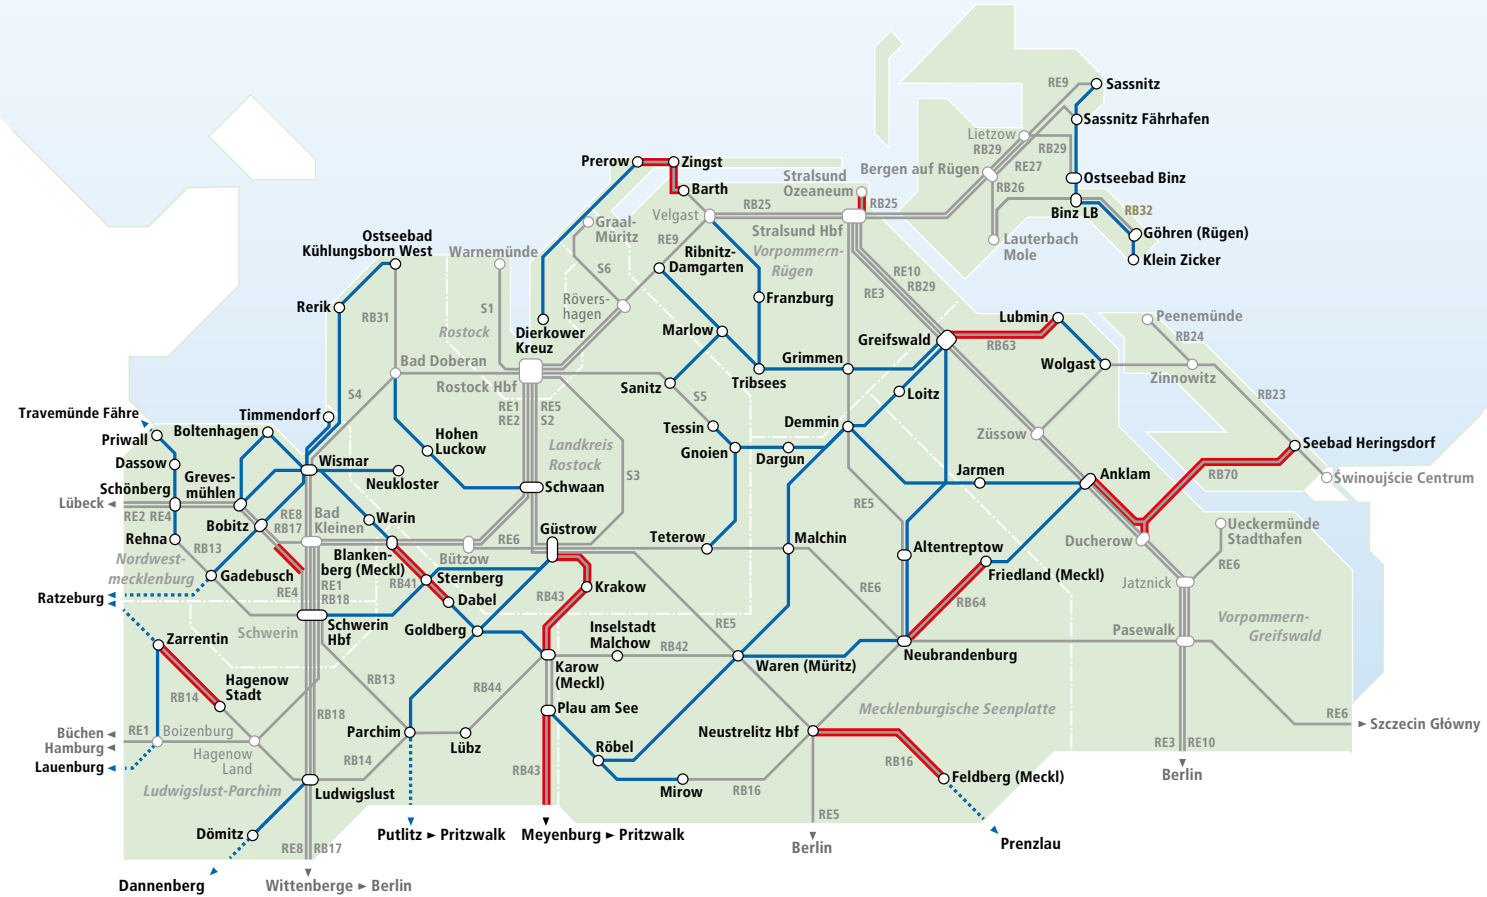 RE9
Sassnitz
Sassnitz Fährhafen
Lietzow
RB29
RB29
RE27
Bergen auf Rügen
RB26
Ostseebad Binz
Binz LB
RB32
Göhren (Rügen)
Klein Zicker
Lauterbach
Mole
Prerow
Zingst
Barth
Stralsund
Ozeaneum
RB25
RB25
Velgast
Stralsund Hbf
Vorpommern-
Rügen
Graal-
Müritz
RE9
Ribnitz-
Damgarten
S6
Rövers-
hagen
Franzburg
RE10
RB29
RE3
Ostseebad
Kühlungsborn West
Warnemünde
Rerik
RB31
S1
Rostock
Dierkower
Kreuz
Marlow
Greifswald
Lubmin
RB63
Peenemünde
RB24
Wolgast
Zinnowitz
RB23
Bad Doberan
Rostock Hbf
Grimmen
Tribsees
Sanitz
S5
Loitz
S4
RE1
RE2
RE5
S2
Travemünde Fähre
Timmendorf
Priwall
Boltenhagen
Hohen
Luckow
Landkreis
Rostock
Tessin
Gnoien
Dargun
Demmin
Züssow
Seebad Heringsdorf
Dassow
Wismar
Greves-
mühlen
Neukloster
S3
Jarmen
Anklam
RB70
Świnoujście Centrum
Schönberg
Lübeck
RE2 RE4
Schwaan
Bobitz
RE8
RB17
Bad
Kleinen
Warin
RE5
Ueckermünde
Stadthafen
Rehna
RB13
Nordwest-
mecklenburg
Gadebusch
Blanken-
berg (Meckl)
Bützow
RE6
Güstrow
Teterow
Malchin
Altentreptow
Ducherow
RE6
Friedland (Meckl)
Jatznick
RE4
RE1
RB18
RB41
Sternberg
Dabel
Krakow
RB43
RE6
RB64
Ratzeburg
Schwerin
Schwerin
Hbf
Goldberg
Inselstadt
Malchow
RE5
Vorpommern-
Greifswald
Pasewalk
Zarrentin
RB42
Karow
(Meckl)
Waren (Müritz)
Neubrandenburg
Hagenow
Stadt
RB14
RB13
RB44
RB18
Plau am See
Mecklenburgische Seenplatte
RE6
Szczecin Główny
Büchen
Hamburg
RE1
Boizenburg
Parchim
Lübz
Neustrelitz Hbf
RE3
RE10
Hagenow
Land
Röbel
RB14
Lauenburg
RB43
RB16
Feldberg (Meckl)
Berlin
Ludwigslust-Parchim
Ludwigslust
Mirow
RB16
RE5
Dömitz
Putlitz ► Pritzwalk
Meyenburg ► Pritzwalk
Berlin
Prenzlau
RE8
RB17
Dannenberg
Wittenberge ► Berlin